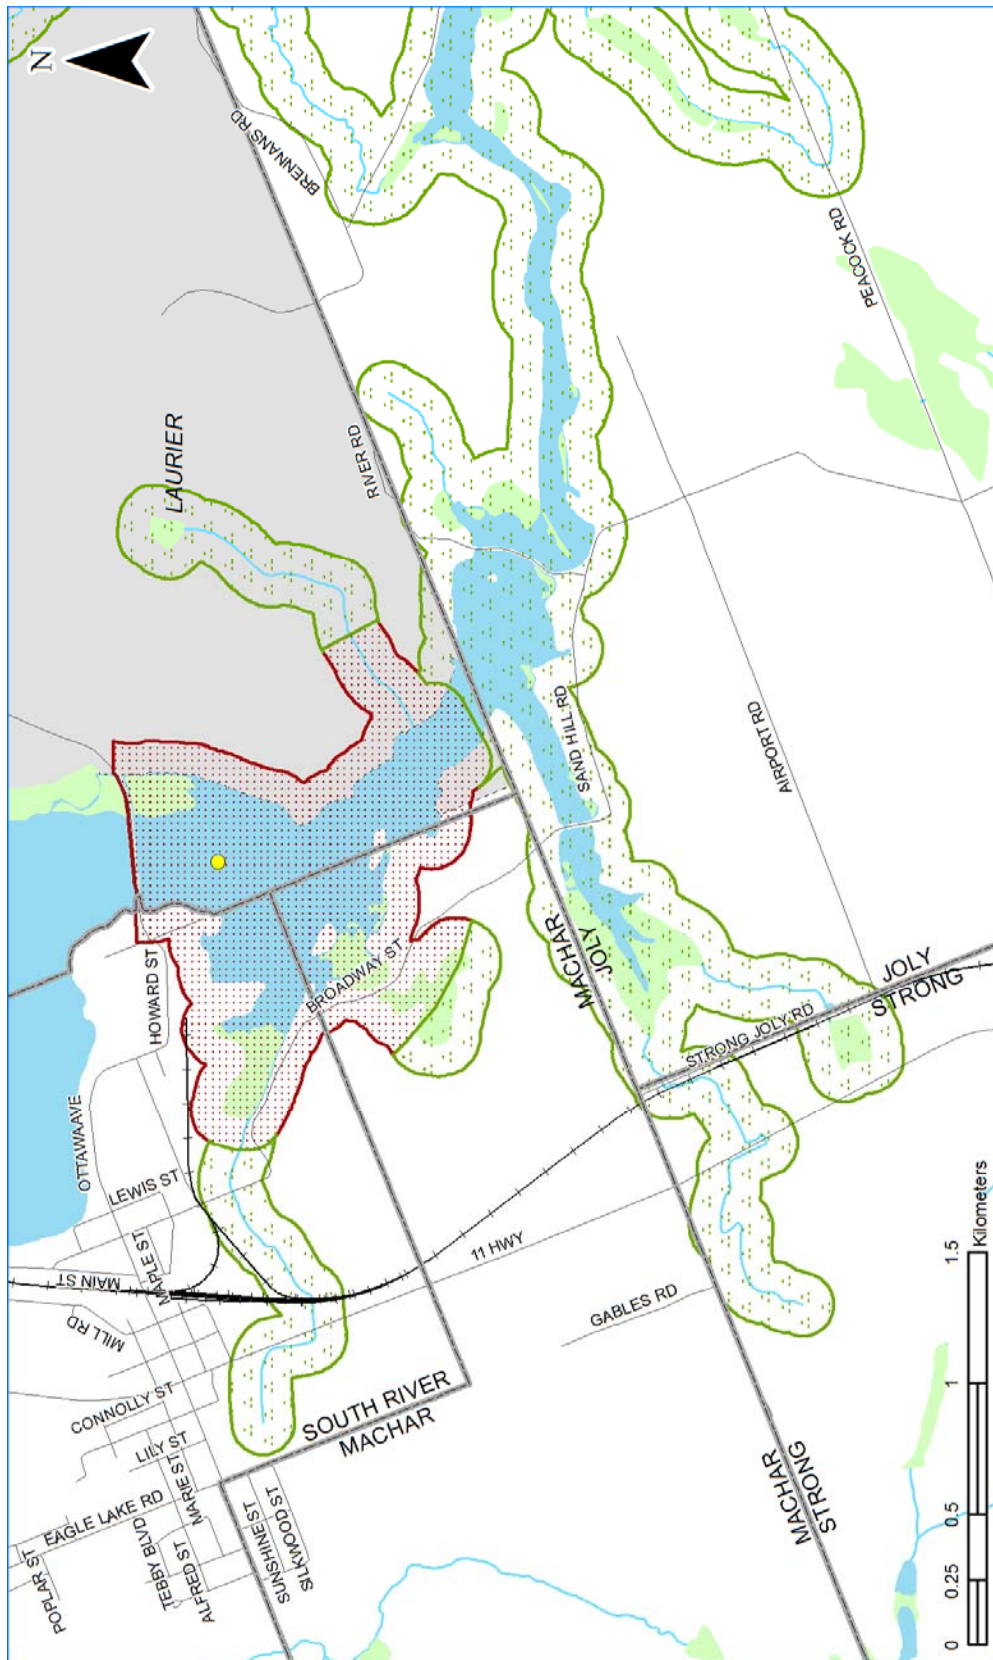 N
BRENNANS RD
PEACOCK RD
LAURIER
RIVER RD
SAND HILL RD
AIRPORT RD
HOWARD ST
BROADWAY ST
MACHAR
JOLY
JOLY
STRONG
STRONG JOLY RD
OTTAWAAVE
LEWIS ST
MAPLE ST
MAIN ST
MILL RD
11 HWY
GABLES RD
CONNOLLY ST
LILY ST
MARIE ST
SOUTH RIVER
MACHAR
EAGLE LAKE RD
POPLAR ST
TEBBY BLVD
ALFRED ST
SUNSHINE ST
SILKWOOD ST
MACHAR
STRONG
0 0.25 0.5 1 1.5
Kilometers